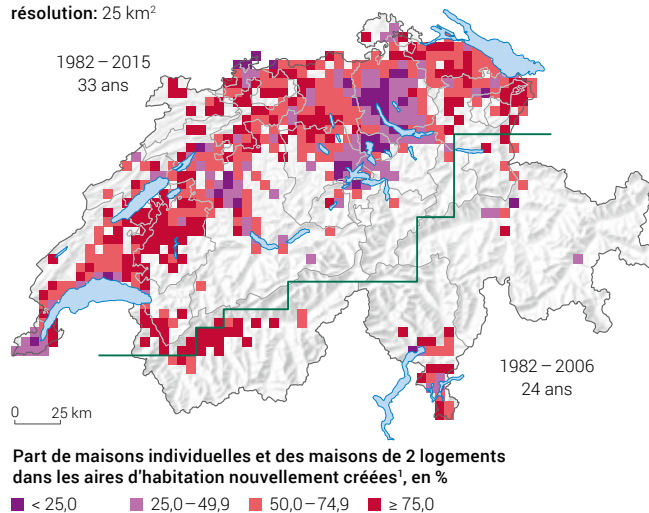 résolution: 25 km²
1982 – 2015
33 ans
1982 – 2006
24 ans
0 25 km
Part de maisons individuelles et des maisons de 2 logements
dans les aires d'habitation nouvellement créées¹, en %
< 25,0 25,0 – 49,9 50,0 – 74,9 ≥ 75,0